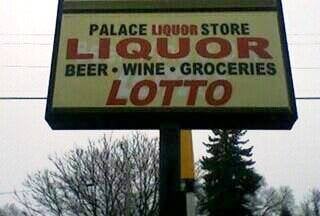 PALACE LIQUOR STORE
LIQUOR
BEER • WINE • GROCERIES
LOTTO